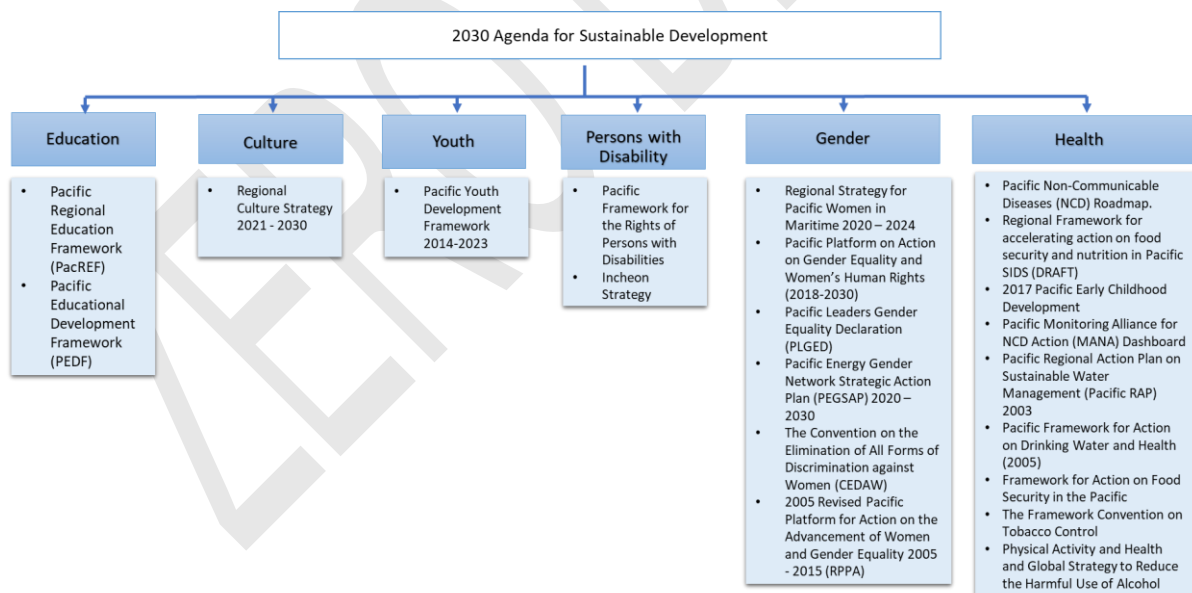 2030 Agenda for Sustainable Development
Education
• Pacific
Regional
Education
Framework
(PacREF)
• Pacific
Educational
Development
Framework
(PEDF)
Culture
• Regional
Culture Strategy
2021 - 2030
Youth
• Pacific Youth
Development
Framework
2014-2023
Persons with
Disability
• Pacific
Framework for
the Rights of
Persons with
Disabilities
• Incheon
Strategy
Gender
• Regional Strategy for
Pacific Women in
Maritime 2020 – 2024
• Pacific Platform on Action
on Gender Equality and
Women’s Human Rights
(2018-2030)
• Pacific Leaders Gender
Equality Declaration
(PLGED)
• Pacific Energy Gender
Network Strategic Action
Plan (PEGSAP) 2020 –
2030
• The Convention on the
Elimination of All Forms of
Discrimination against
Women (CEDAW)
• 2005 Revised Pacific
Platform for Action on the
Advancement of Women
and Gender Equality 2005
- 2015 (RPPA)
Health
• Pacific Non-Communicable
Diseases (NCD) Roadmap.
• Regional Framework for
accelerating action on food
security and nutrition in Pacific
SIDS (DRAFT)
• 2017 Pacific Early Childhood
Development
• Pacific Monitoring Alliance for
NCD Action (MANA) Dashboard
• Pacific Regional Action Plan on
Sustainable Water
Management (Pacific RAP)
2003
• Pacific Framework for Action
on Drinking Water and Health
(2005)
• Framework for Action on Food
Security in the Pacific
• The Framework Convention on
Tobacco Control
• Physical Activity and Health
and Global Strategy to Reduce
the Harmful Use of Alcohol
ZERO